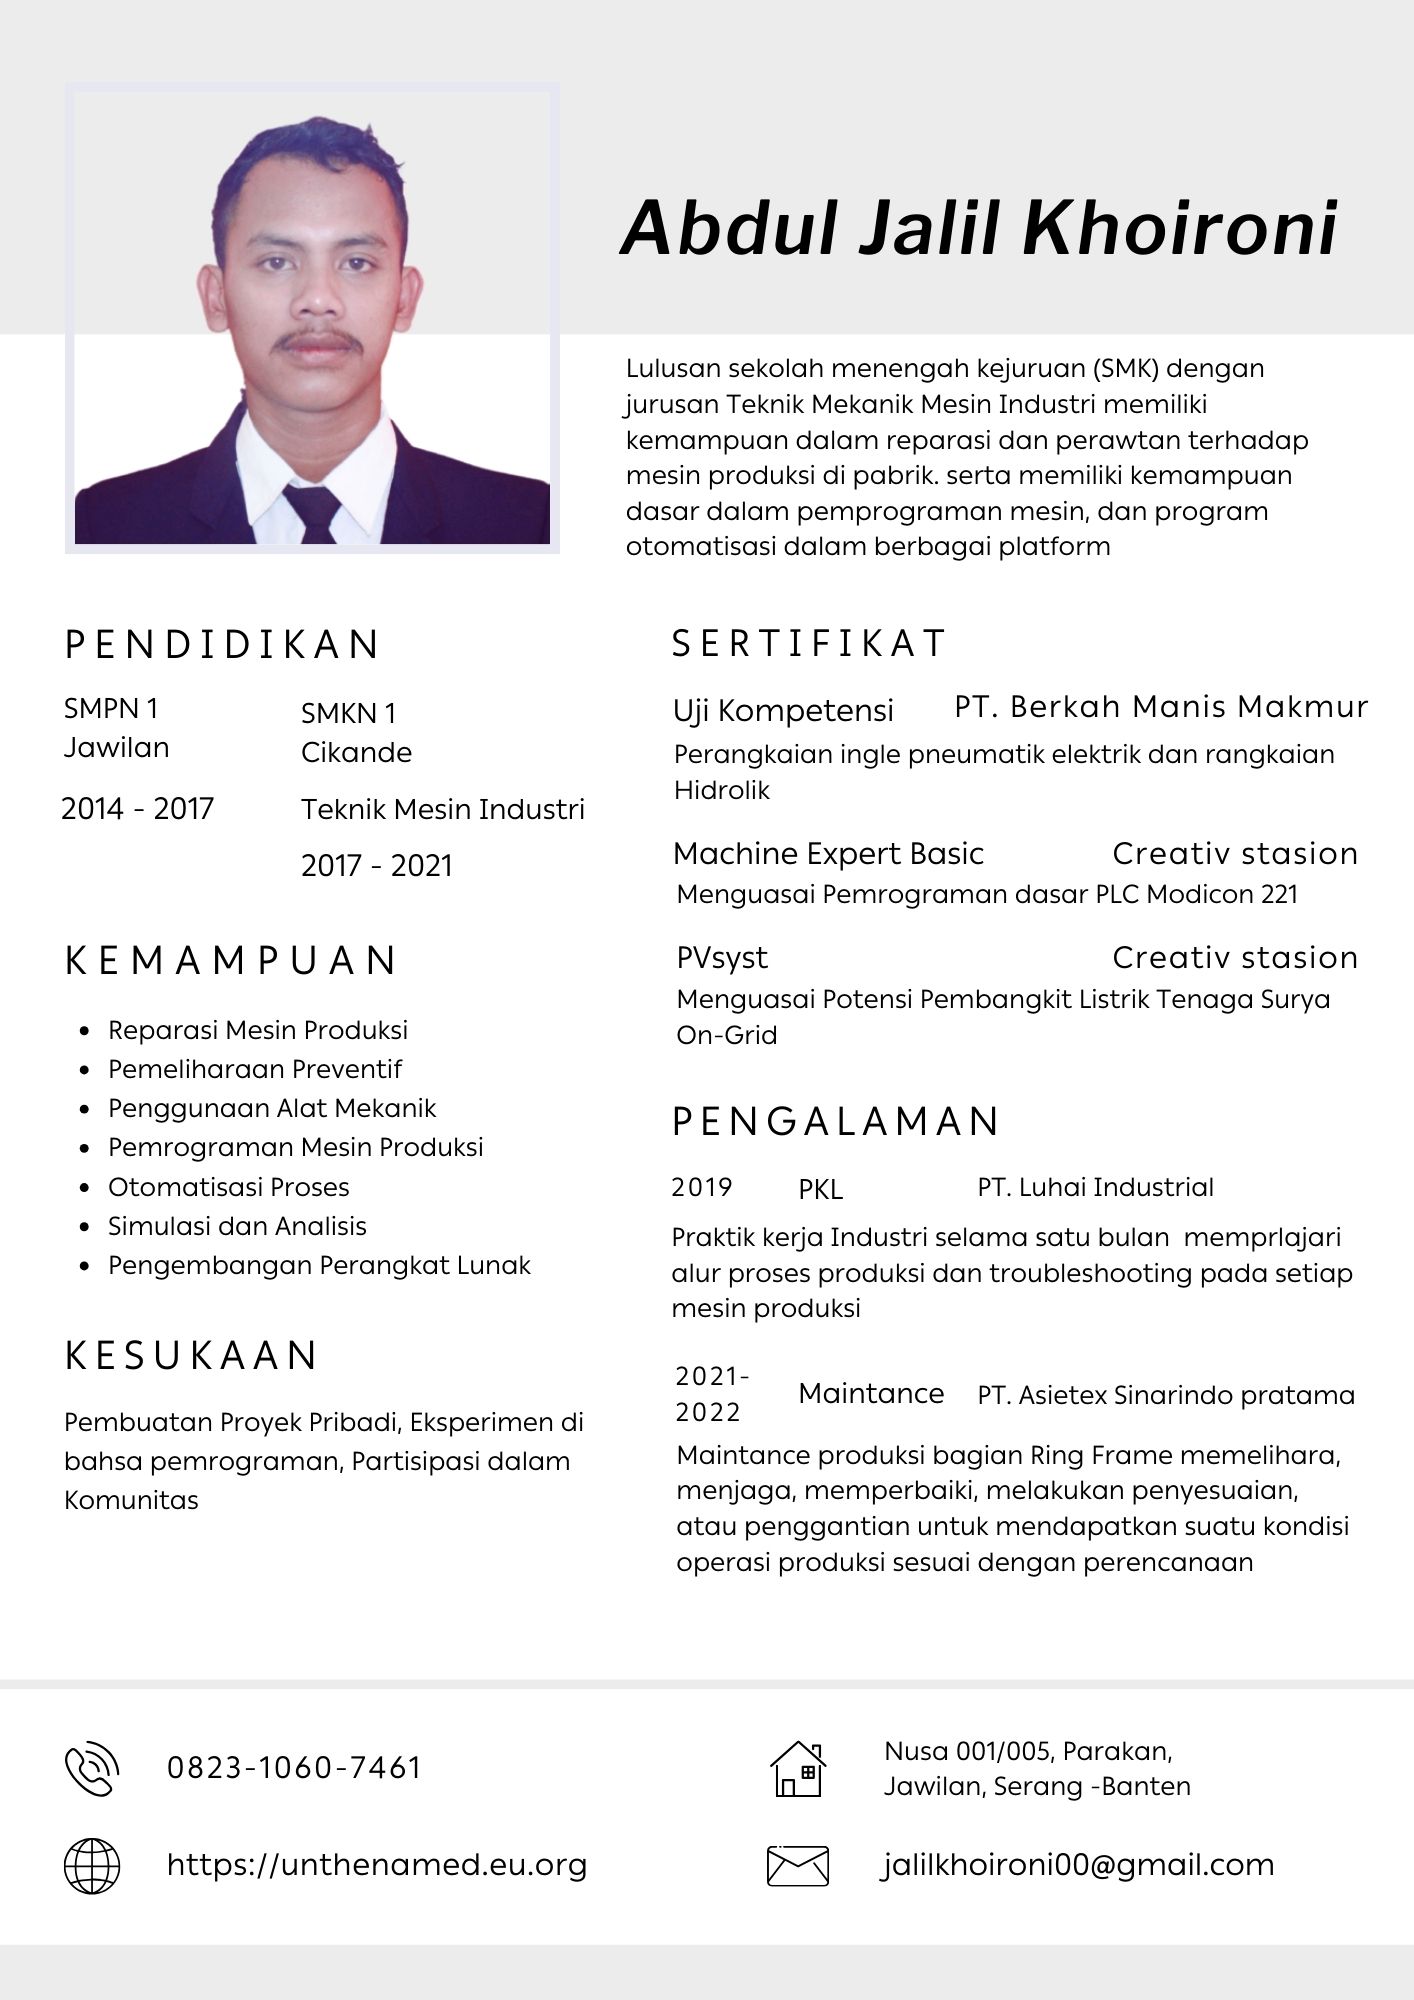 Abdul Jalil Khoironi
Lulusan sekolah menengah kejuruan (SMK) dengan
jurusan Teknik Mekanik Mesin Industri memiliki
kemampuan dalam reparasi dan perawtan terhadap
mesin produksi di pabrik. serta memiliki kemampuan
dasar dalam pemprograman mesin, dan program
otomatisasi dalam berbagai platform
PENDIDIKAN
SMPN 1
Jawilan
2014 - 2017
SMKN 1
Cikande
Teknik Mesin Industri
2017 - 2021
KEMAMPUAN
• Reparasi Mesin Produksi
• Pemeliharaan Preventif
• Penggunaan Alat Mekanik
• Pemrograman Mesin Produksi
• Otomatisasi Proses
• Simulasi dan Analisis
• Pengembangan Perangkat Lunak
KESUKAAN
Pembuatan Proyek Pribadi, Eksperimen di
bahsa pemrograman, Partisipasi dalam
Komunitas
SERTIFIKAT
Uji Kompetensi PT. Berkah Manis Makmur
Perangkaian ingle pneumatik elektrik dan rangkaian
Hidrolik
Machine Expert Basic Creativ stasion
Menguasai Pemrograman dasar PLC Modicon 221
PVsyst Creativ stasion
Menguasai Potensi Pembangkit Listrik Tenaga Surya
On-Grid
PENGALAMAN
2019 PKL PT. Luhai Industrial
Praktik kerja Industri selama satu bulan memprlajari
alur proses produksi dan troubleshooting pada setiap
mesin produksi
2021-
2022 Maintance PT. Asietex Sinarindo pratama
Maintance produksi bagian Ring Frame memelihara,
menjaga, memperbaiki, melakukan penyesuaian,
atau penggantian untuk mendapatkan suatu kondisi
operasi produksi sesuai dengan perencanaan
0823-1060-7461
https://unthenamed.eu.org
Nusa 001/005, Parakan,
Jawilan, Serang -Banten
jalilkhoironi00@gmail.com